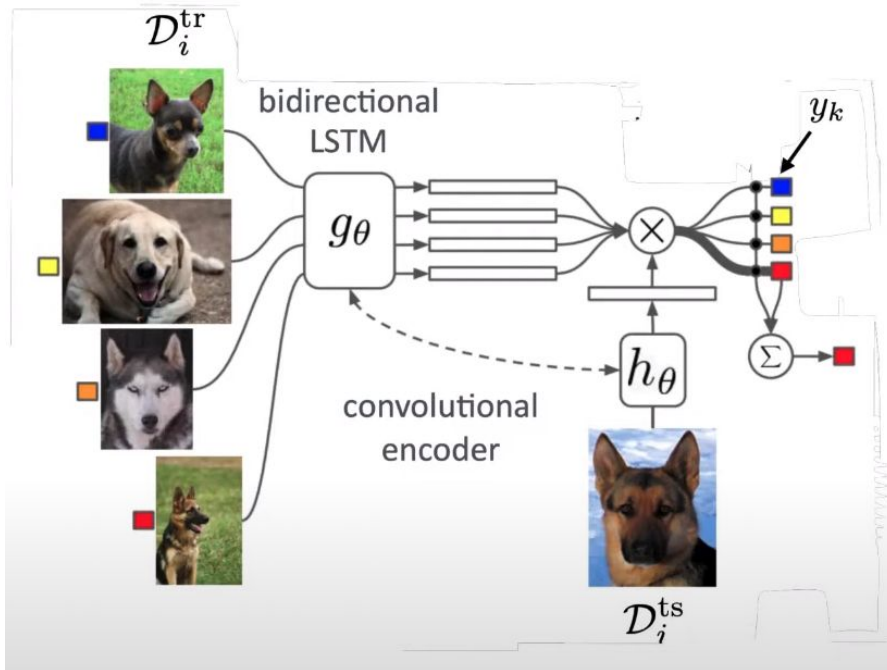 𝒟ᵢᵗʳ
bidirectional
LSTM
y_k
g_θ
×
h_θ
Σ
convolutional
encoder
𝒟ᵢᵗˢ